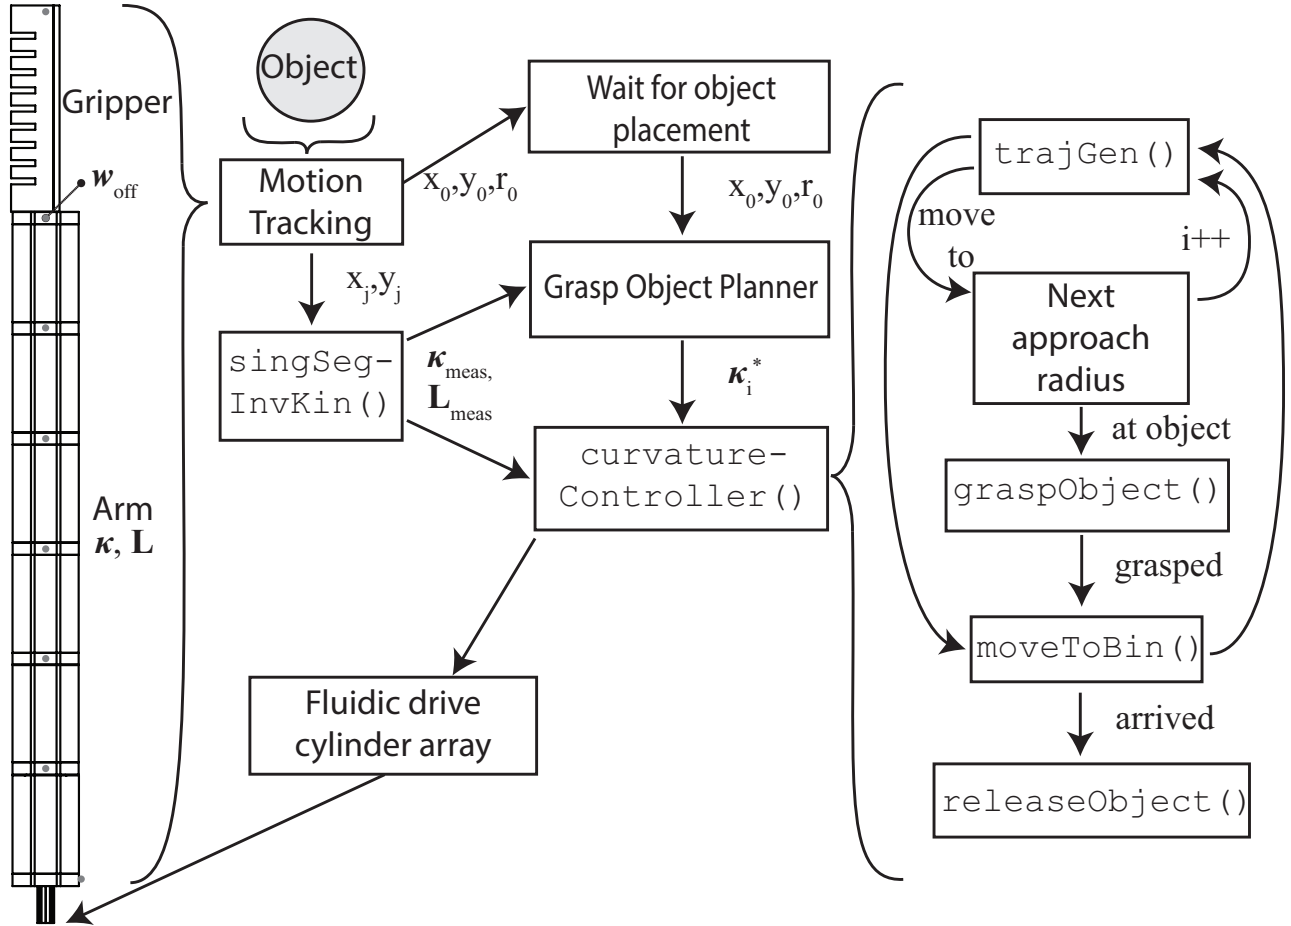 Object
Gripper
w_off
Motion
Tracking
x_0,y_0,r_0
Wait for object
placement
x_0,y_0,r_0
x_j,y_j
Grasp Object Planner
singSeg-
InvKin()
κ_meas,
L_meas
κ_i^*
curvature-
Controller()
Arm
κ, L
Fluidic drive
cylinder array
trajGen()
move
to
i++
Next
approach
radius
at object
graspObject()
grasped
moveToBin()
arrived
releaseObject()